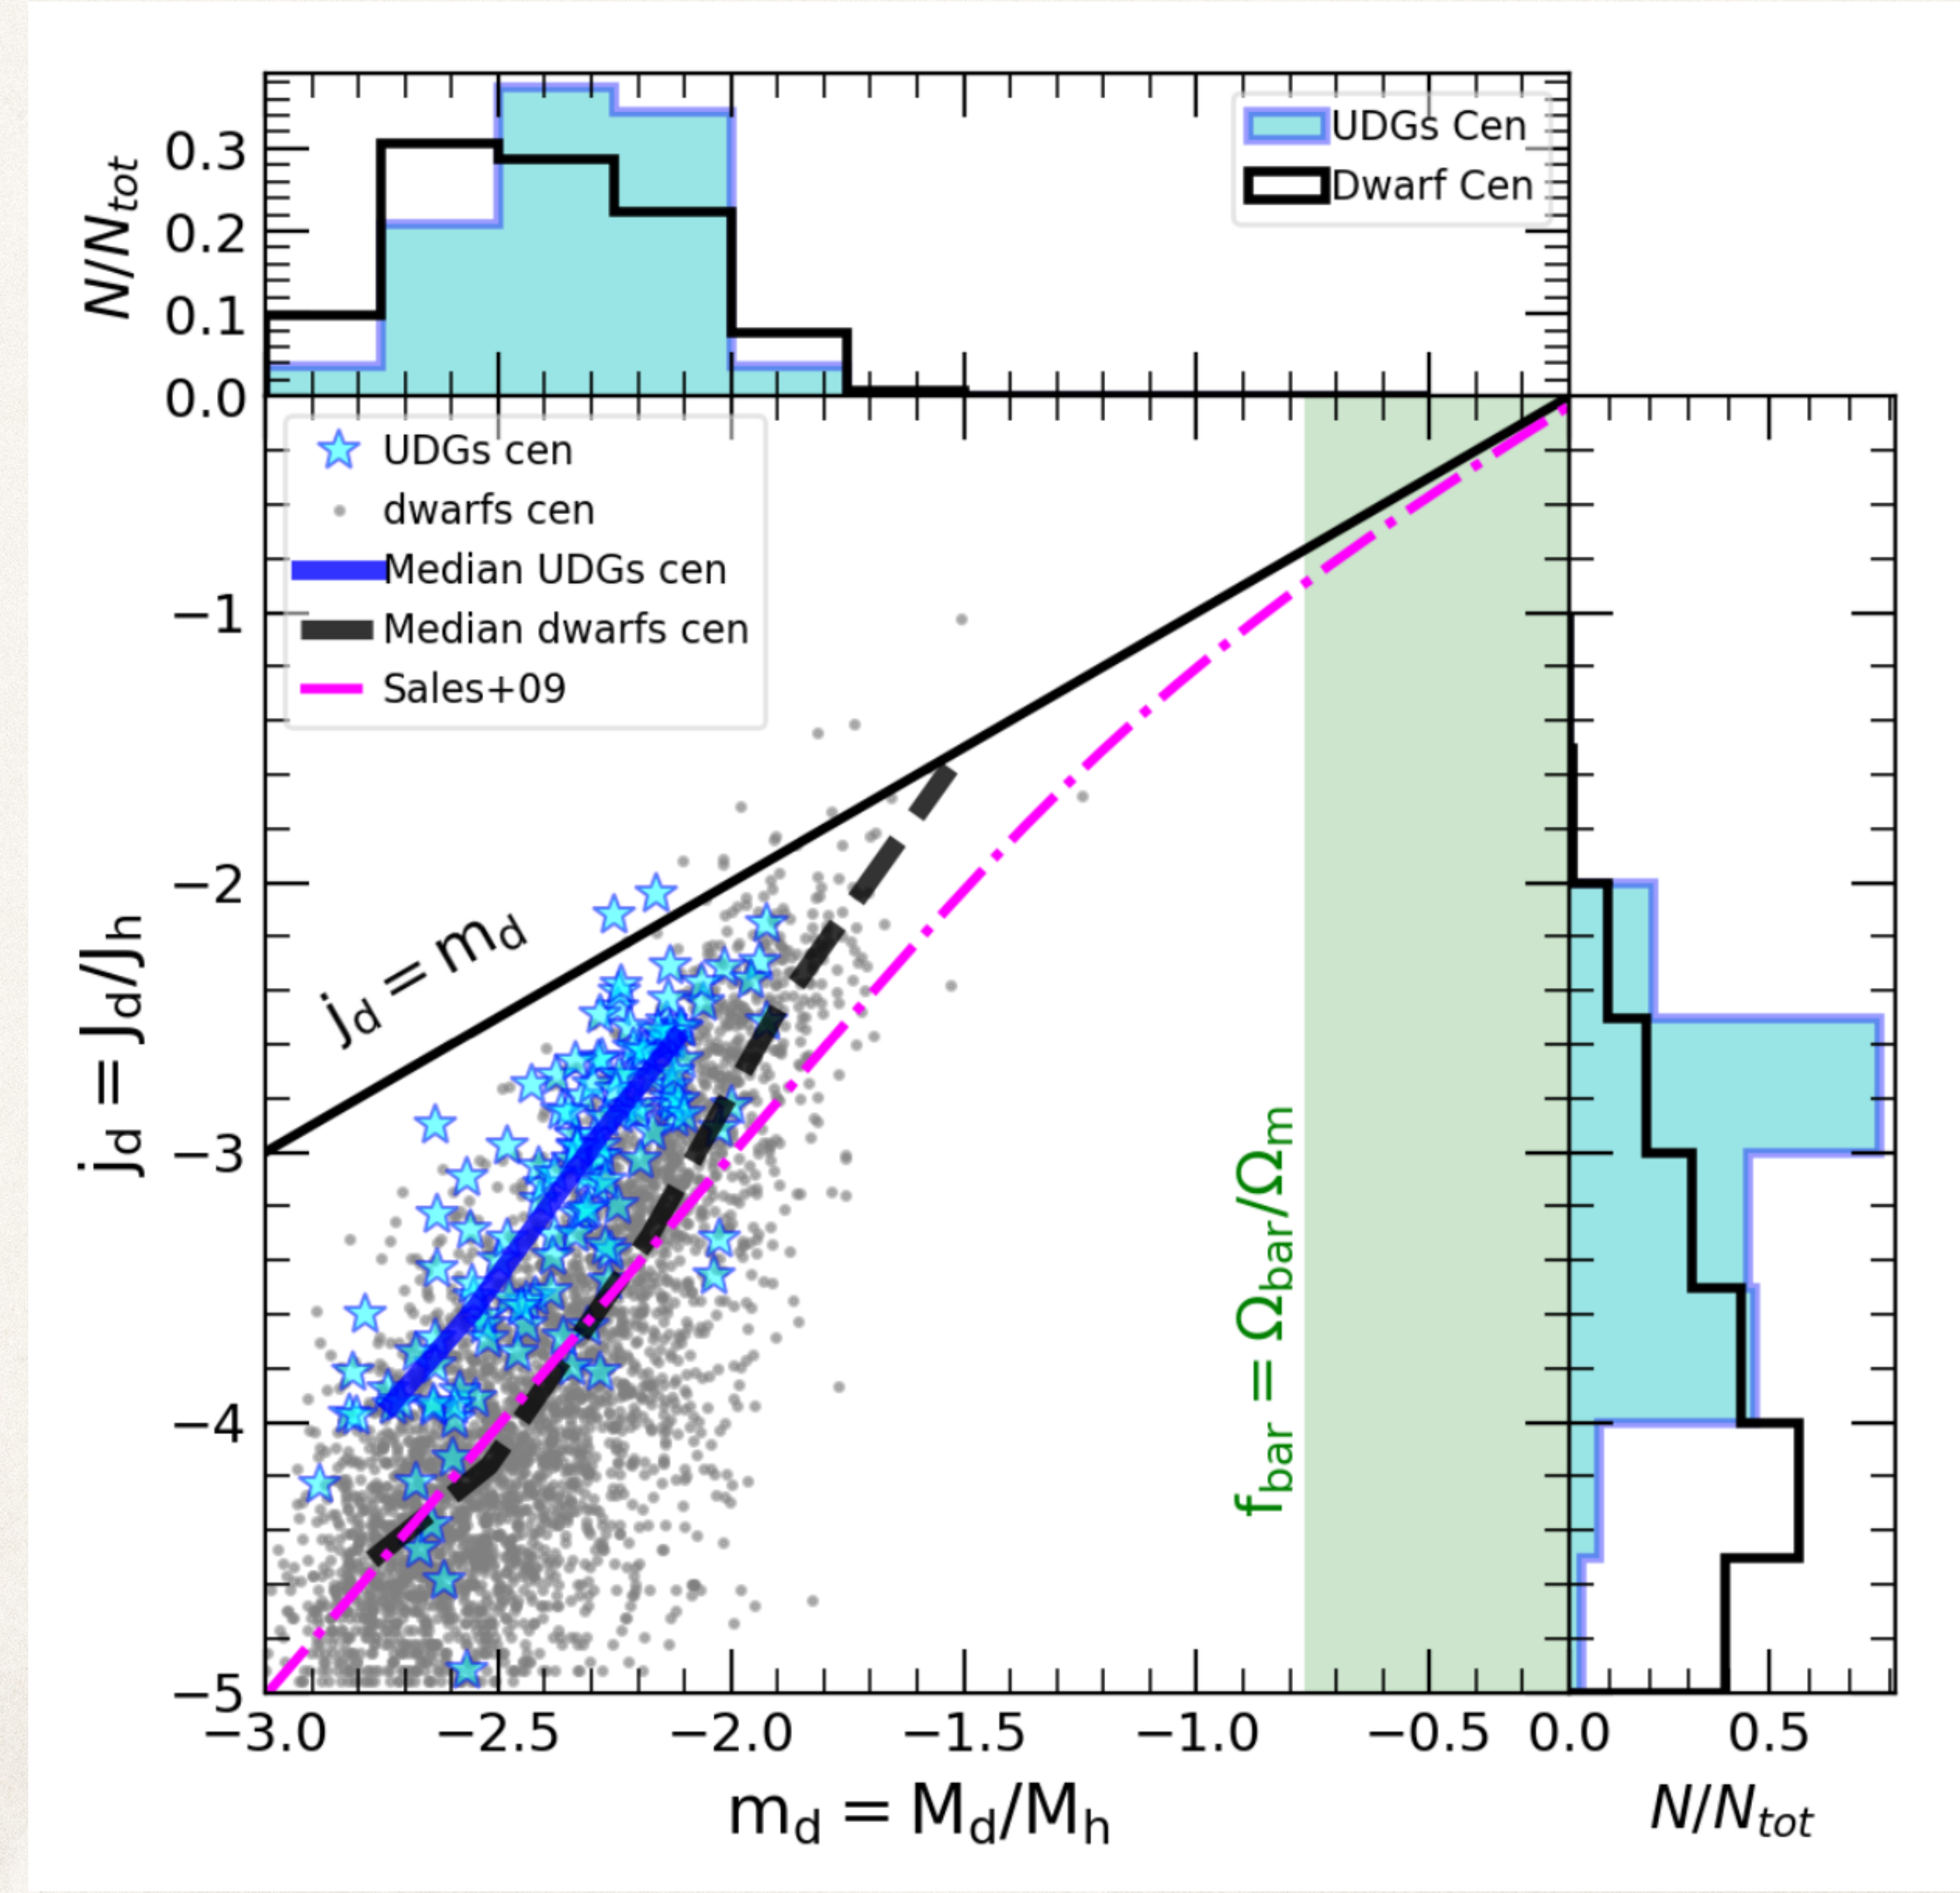 N/N_tot
0.3
0.2
0.1
0.0
UDGs Cen
Dwarf Cen
UDGs cen
dwarfs cen
Median UDGs cen
Median dwarfs cen
Sales+09
j_d = J_d/J_h
−1
−2
−3
−4
−5
j_d = m_d
f_bar = Ω_bar/Ω_m
−3.0 −2.5 −2.0 −1.5 −1.0 −0.5 0.0 0.5
m_d = M_d/M_h
N/N_tot